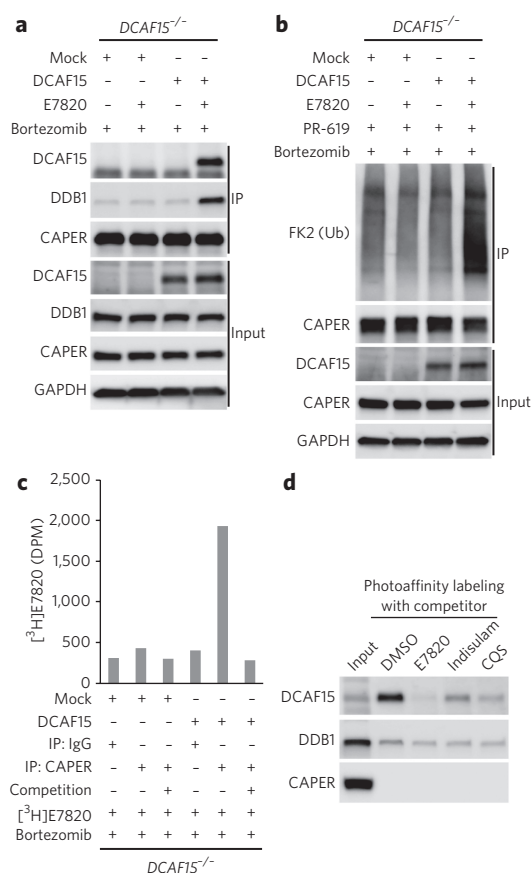 a
DCAF15−/−
Mock + + – –
DCAF15 – – + +
E7820 – + – +
Bortezomib + + + +
DCAF15
DDB1
CAPER
IP
DCAF15
DDB1
CAPER
GAPDH
Input
b
DCAF15−/−
Mock + + – –
DCAF15 – – + +
E7820 – + – +
PR-619 + + + +
Bortezomib + + + +
FK2 (Ub)
CAPER
IP
DCAF15
CAPER
GAPDH
Input
c
[3H]E7820 (DPM)
2,500
2,000
1,500
1,000
500
0
Mock + + + – – –
DCAF15 – – – + + +
IP: IgG + – – + – –
IP: CAPER – + + – + +
Competition – – + – – +
[3H]E7820 + + + + + +
Bortezomib + + + + + +
DCAF15−/−
d
Photoaffinity labeling
with competitor
Input DMSO E7820 Indisulam CQS
DCAF15
DDB1
CAPER